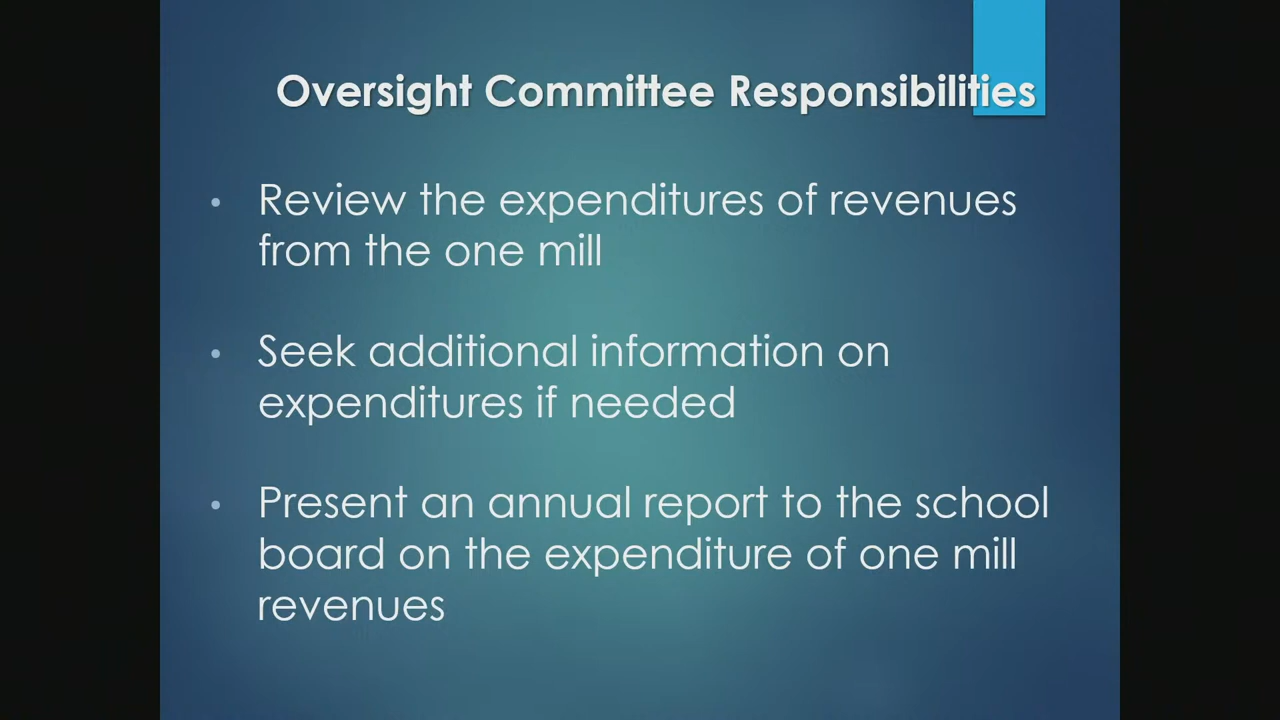 Oversight Committee Responsibilities
• Review the expenditures of revenues
from the one mill
• Seek additional information on
expenditures if needed
• Present an annual report to the school
board on the expenditure of one mill
revenues